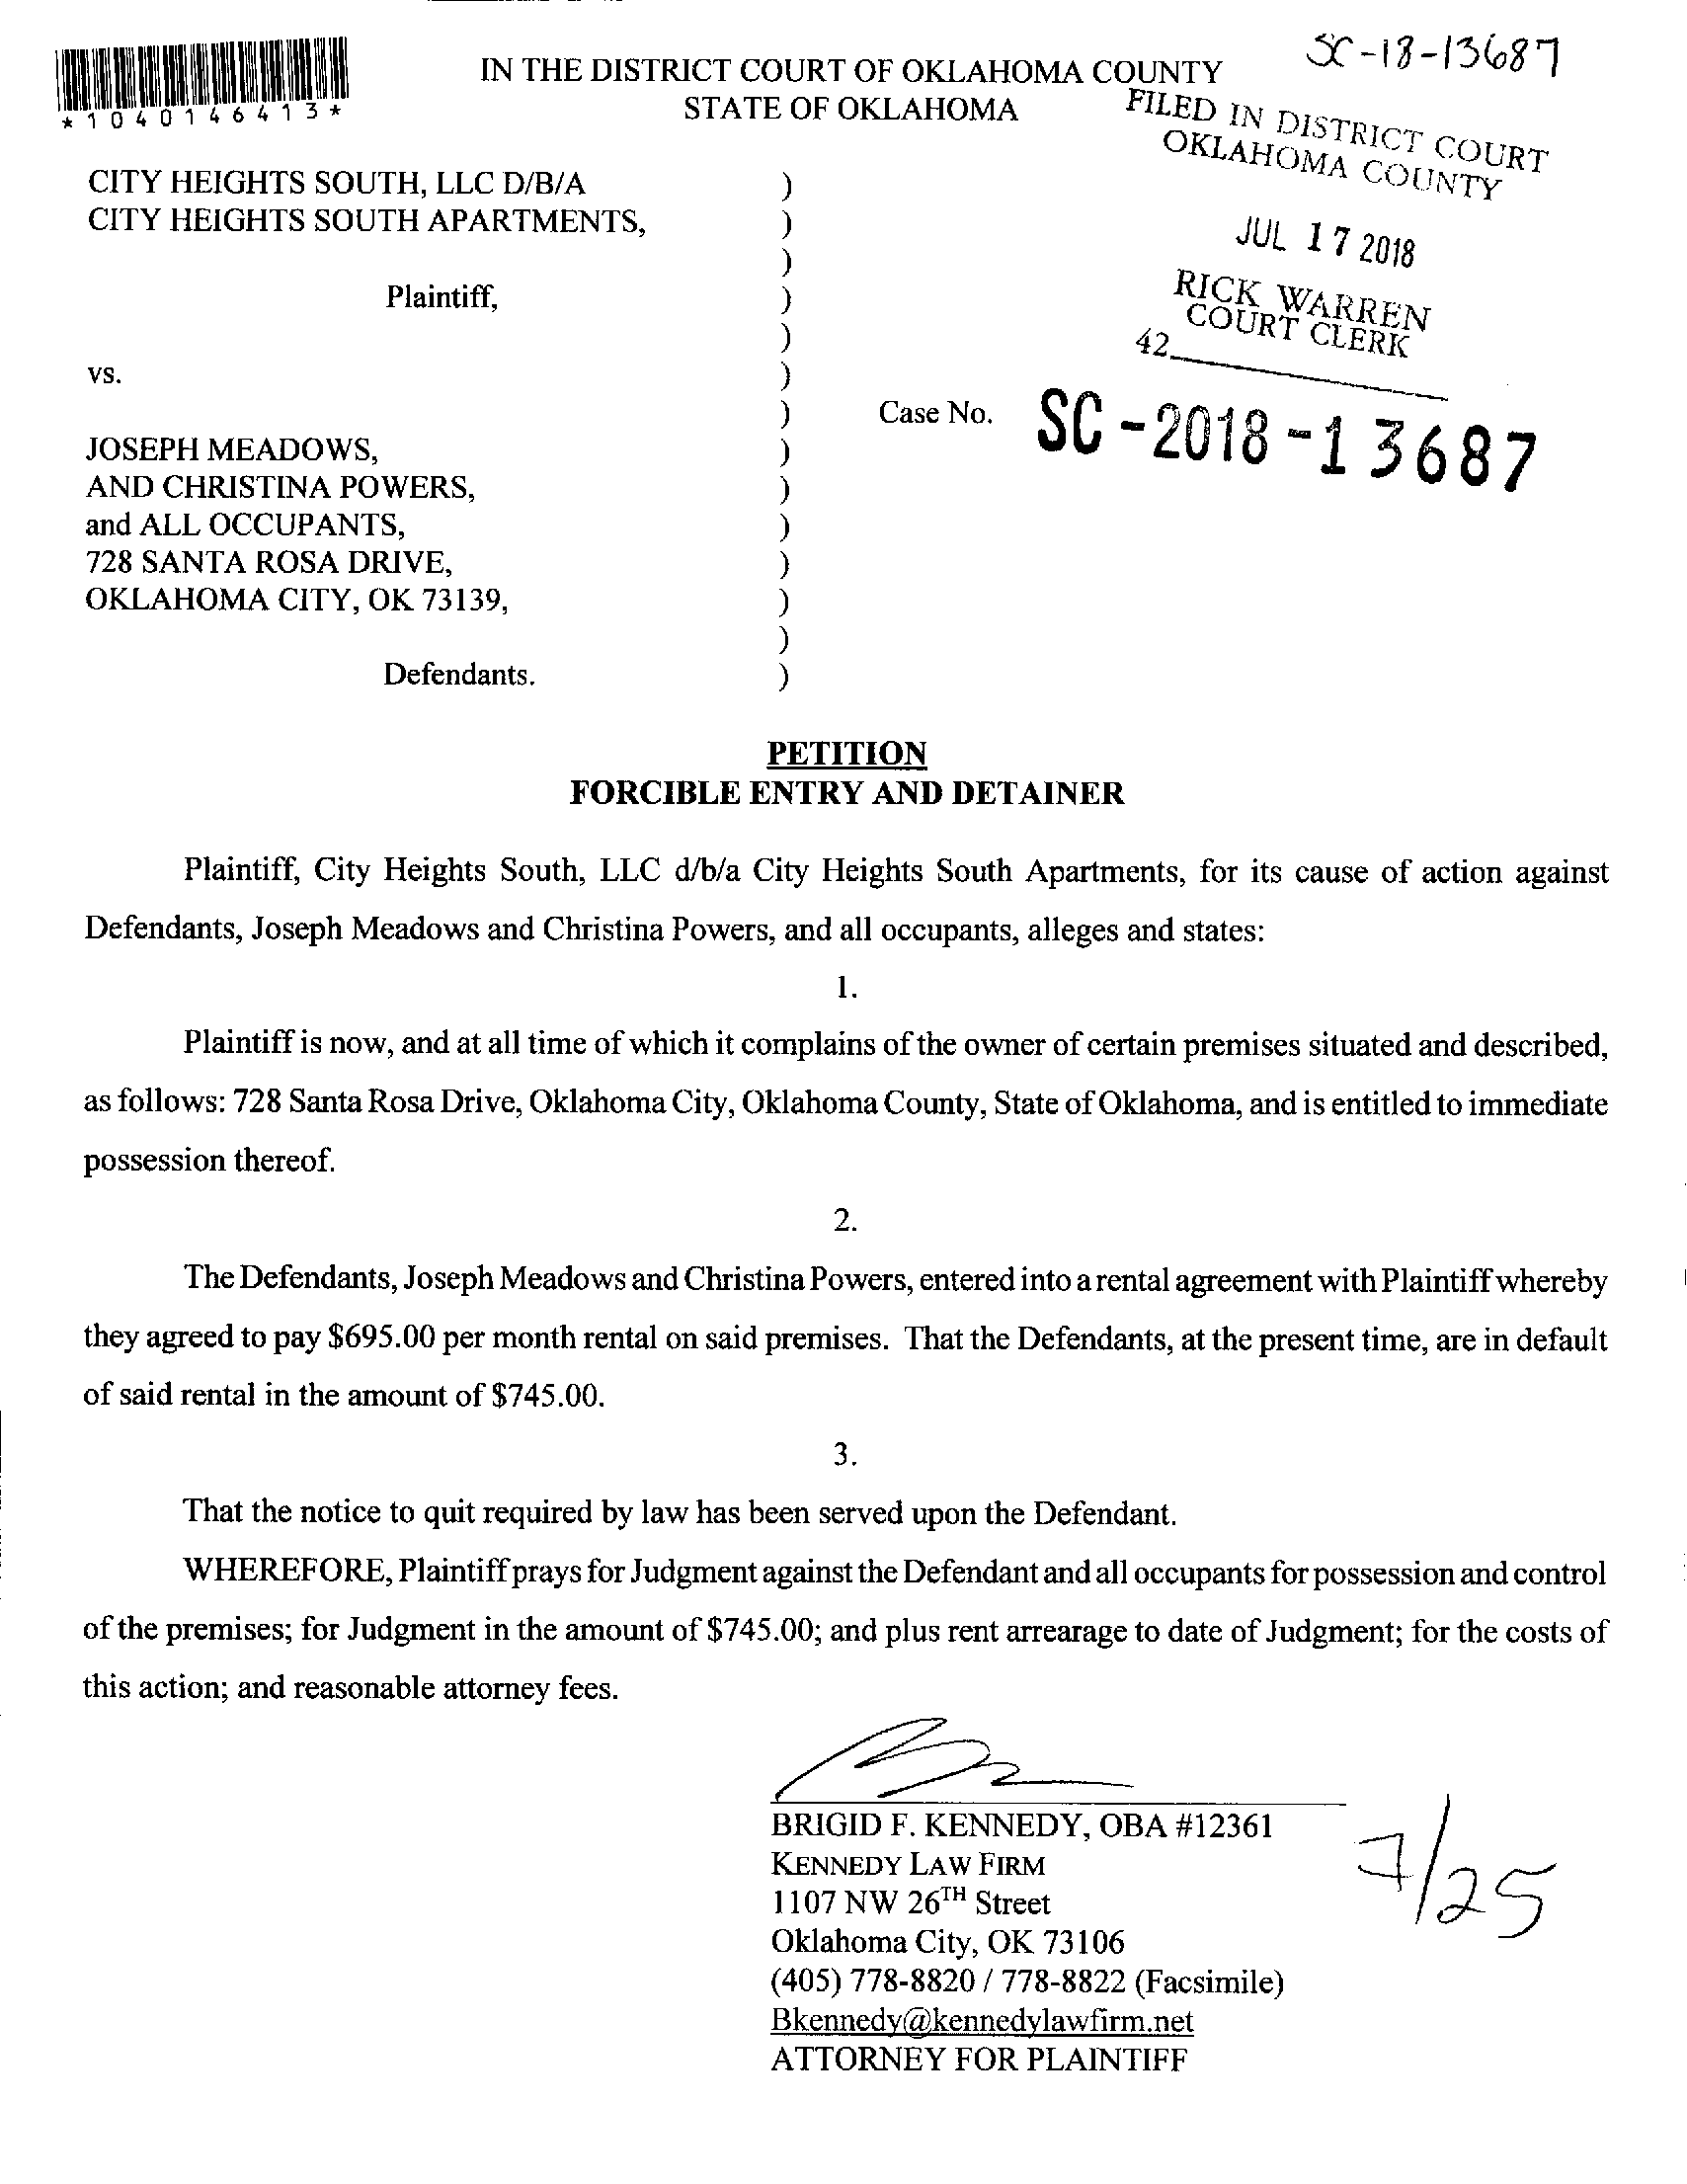 SC-18-13687
IN THE DISTRICT COURT OF OKLAHOMA COUNTY
STATE OF OKLAHOMA
*1040146413*
FILED IN DISTRICT COURT
OKLAHOMA COUNTY
JUL 17 2018
RICK WARREN
COURT CLERK
42
CITY HEIGHTS SOUTH, LLC D/B/A )
CITY HEIGHTS SOUTH APARTMENTS, )
)
Plaintiff, )
)
vs. )
) Case No. SC-2018-13687
JOSEPH MEADOWS, )
AND CHRISTINA POWERS, )
and ALL OCCUPANTS, )
728 SANTA ROSA DRIVE, )
OKLAHOMA CITY, OK 73139, )
)
Defendants. )
PETITION
FORCIBLE ENTRY AND DETAINER
Plaintiff, City Heights South, LLC d/b/a City Heights South Apartments, for its cause of action against
Defendants, Joseph Meadows and Christina Powers, and all occupants, alleges and states:
1.
Plaintiff is now, and at all time of which it complains of the owner of certain premises situated and described,
as follows: 728 Santa Rosa Drive, Oklahoma City, Oklahoma County, State of Oklahoma, and is entitled to immediate
possession thereof.
2.
The Defendants, Joseph Meadows and Christina Powers, entered into a rental agreement with Plaintiff whereby
they agreed to pay $695.00 per month rental on said premises. That the Defendants, at the present time, are in default
of said rental in the amount of $745.00.
3.
That the notice to quit required by law has been served upon the Defendant.
WHEREFORE, Plaintiff prays for Judgment against the Defendant and all occupants for possession and control
of the premises; for Judgment in the amount of $745.00; and plus rent arrearage to date of Judgment; for the costs of
this action; and reasonable attorney fees.
BRIGID F. KENNEDY, OBA #12361
KENNEDY LAW FIRM
1107 NW 26TH Street
Oklahoma City, OK 73106
(405) 778-8820 / 778-8822 (Facsimile)
Bkennedy@kennedylawfirm.net
ATTORNEY FOR PLAINTIFF
7/25